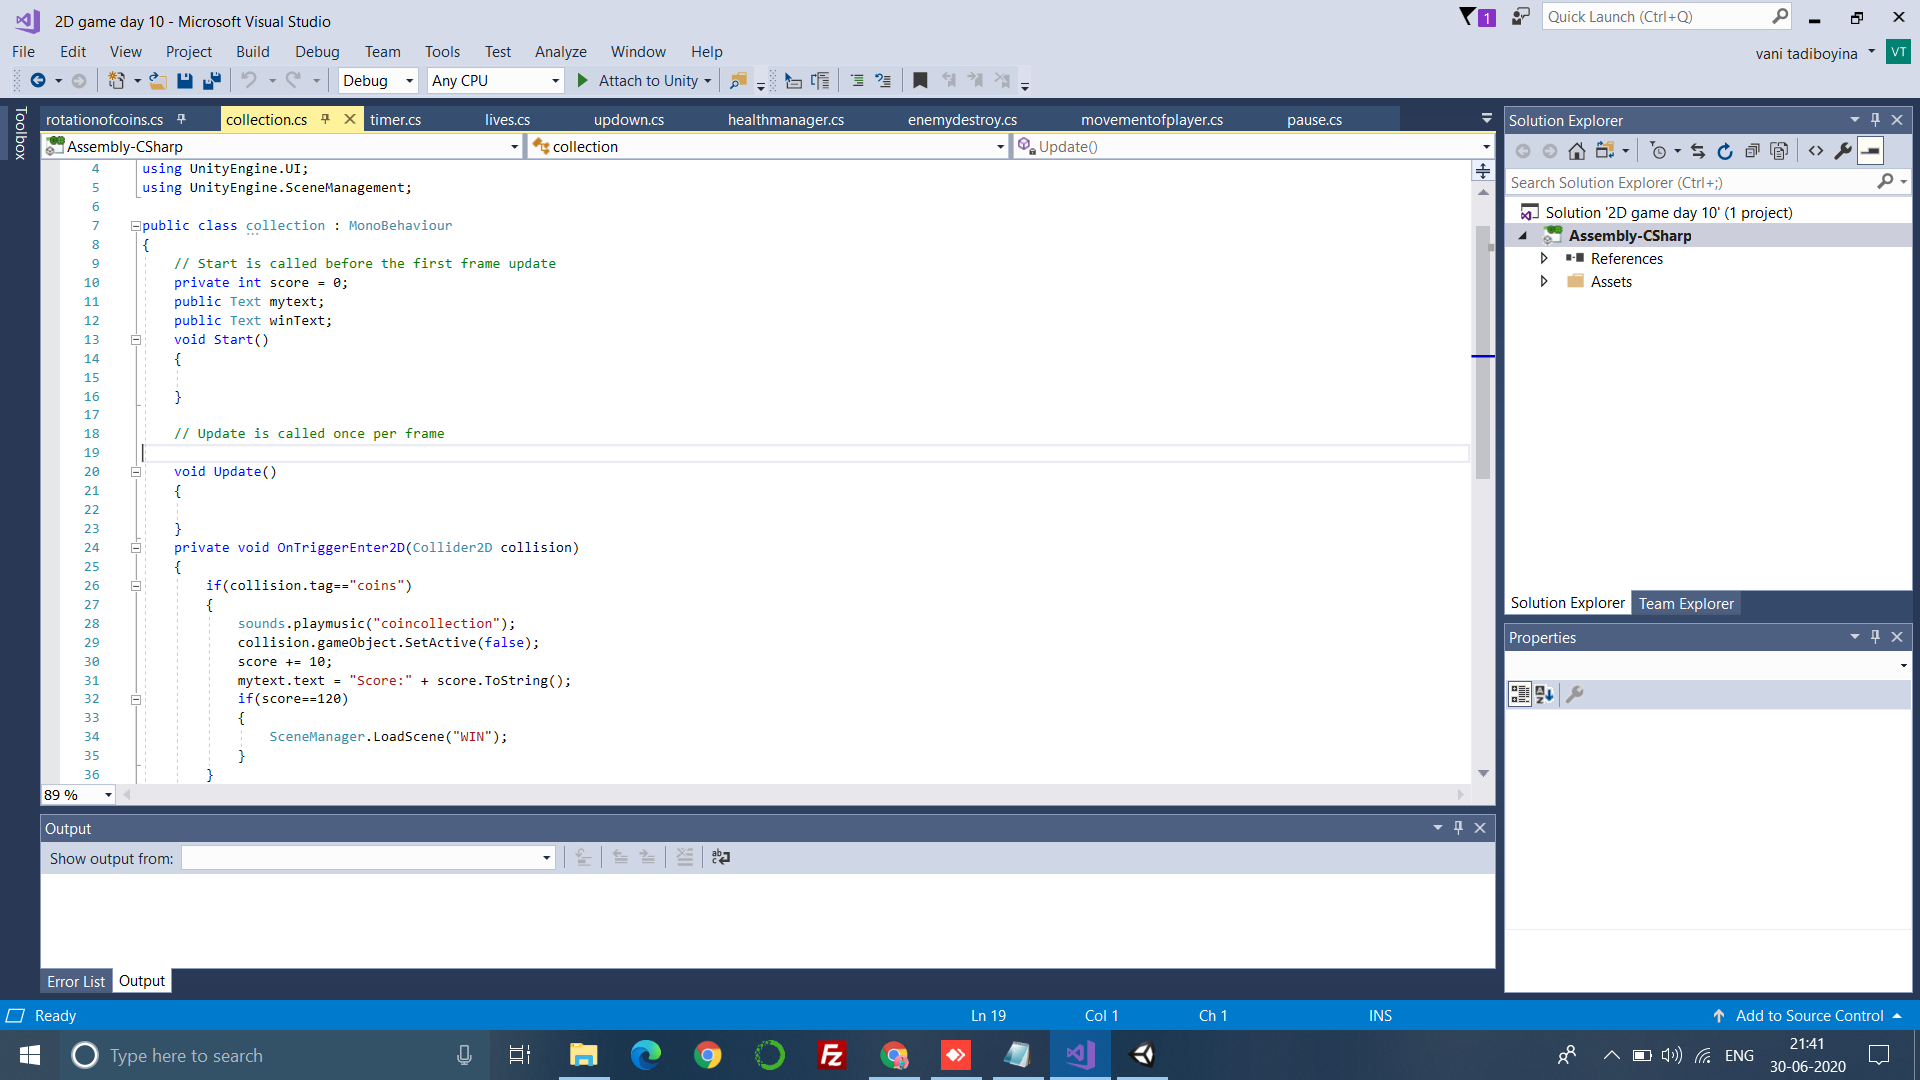 2D game day 10 - Microsoft Visual Studio
1
Quick Launch (Ctrl+Q)
File Edit View Project Build Debug Team Tools Test Analyze Window Help
vani tadiboyina VT
Debug Any CPU Attach to Unity
Toolbox
rotationofcoins.cs collection.cs timer.cs lives.cs updown.cs healthmanager.cs enemydestroy.cs movementofplayer.cs pause.cs
Assembly-CSharp collection Update()
4 using UnityEngine.UI;
5 using UnityEngine.SceneManagement;
6
7 public class collection : MonoBehaviour
8 {
9 // Start is called before the first frame update
10 private int score = 0;
11 public Text mytext;
12 public Text winText;
13 void Start()
14 {
15
16 }
17
18 // Update is called once per frame
19
20 void Update()
21 {
22
23 }
24 private void OnTriggerEnter2D(Collider2D collision)
25 {
26 if(collision.tag=="coins")
27 {
28 sounds.playmusic("coincollection");
29 collision.gameObject.SetActive(false);
30 score += 10;
31 mytext.text = "Score:" + score.ToString();
32 if(score==120)
33 {
34 SceneManager.LoadScene("WIN");
35 }
36 }
89 %
Output
Show output from:
Error List Output
Solution Explorer
Search Solution Explorer (Ctrl+;)
Solution '2D game day 10' (1 project)
Assembly-CSharp
References
Assets
Solution Explorer Team Explorer
Properties
Ready Ln 19 Col 1 Ch 1 INS Add to Source Control
Type here to search
ENG
21:41
30-06-2020